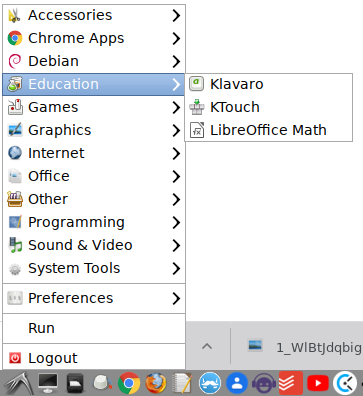 Accessories
Chrome Apps
Debian
Education
Klavaro
Games
KTouch
Graphics
LibreOffice Math
Internet
Office
Other
Programming
Sound & Video
System Tools
Preferences
Run
1_WlBtJdqbig
Logout